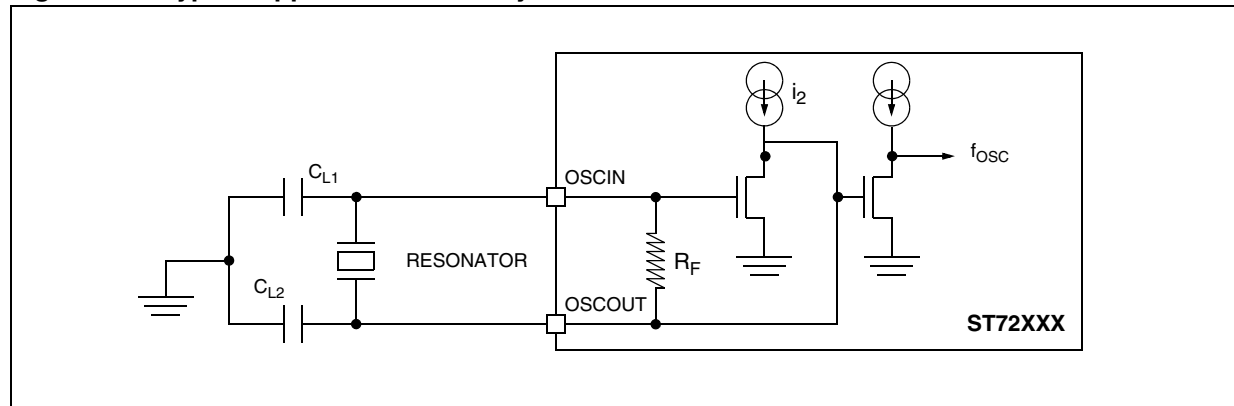 i2
fOSC
CL1
OSCIN
RESONATOR
RF
CL2
OSCOUT
ST72XXX